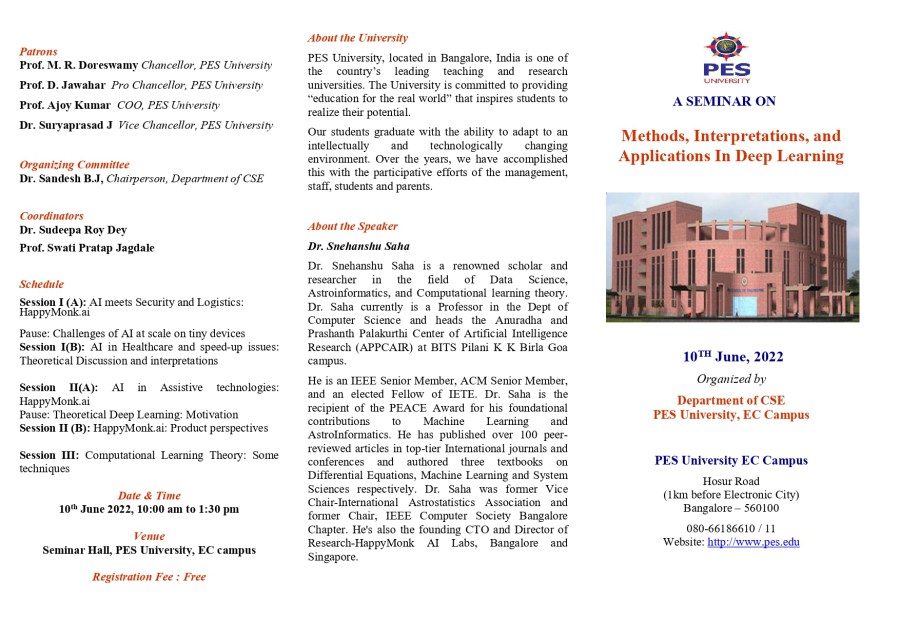 Patrons
Prof. M. R. Doreswamy Chancellor, PES University
Prof. D. Jawahar Pro Chancellor, PES University
Prof. Ajoy Kumar COO, PES University
Dr. Suryaprasad J Vice Chancellor, PES University
Organizing Committee
Dr. Sandesh B.J, Chairperson, Department of CSE
Coordinators
Dr. Sudeepa Roy Dey
Prof. Swati Pratap Jagdale
Schedule
Session I (A): AI meets Security and Logistics:
HappyMonk.ai
Pause: Challenges of AI at scale on tiny devices
Session I(B): AI in Healthcare and speed-up issues:
Theoretical Discussion and interpretations
Session II(A): AI in Assistive technologies:
HappyMonk.ai
Pause: Theoretical Deep Learning: Motivation
Session II (B): HappyMonk.ai: Product perspectives
Session III: Computational Learning Theory: Some
techniques
Date & Time
10th June 2022, 10:00 am to 1:30 pm
Venue
Seminar Hall, PES University, EC campus
Registration Fee : Free
About the University
PES University, located in Bangalore, India is one of
the country's leading teaching and research
universities. The University is committed to providing
“education for the real world” that inspires students to
realize their potential.
Our students graduate with the ability to adapt to an
intellectually and technologically changing
environment. Over the years, we have accomplished
this with the participative efforts of the management,
staff, students and parents.
About the Speaker
Dr. Snehanshu Saha
Dr. Snehanshu Saha is a renowned scholar and
researcher in the field of Data Science,
Astroinformatics, and Computational learning theory.
Dr. Saha currently is a Professor in the Dept of
Computer Science and heads the Anuradha and
Prashanth Palakurthi Center of Artificial Intelligence
Research (APPCAIR) at BITS Pilani K K Birla Goa
campus.
He is an IEEE Senior Member, ACM Senior Member,
and an elected Fellow of IETE. Dr. Saha is the
recipient of the PEACE Award for his foundational
contributions to Machine Learning and
AstroInformatics. He has published over 100 peer-
reviewed articles in top-tier International journals and
conferences and authored three textbooks on
Differential Equations, Machine Learning and System
Sciences respectively. Dr. Saha was former Vice
Chair-International Astrostatistics Association and
former Chair, IEEE Computer Society Bangalore
Chapter. He's also the founding CTO and Director of
Research-HappyMonk AI Labs, Bangalore and
Singapore.
PES
UNIVERSITY
A SEMINAR ON
Methods, Interpretations, and
Applications In Deep Learning
10TH June, 2022
Organized by
Department of CSE
PES University, EC Campus
PES University EC Campus
Hosur Road
(1km before Electronic City)
Bangalore – 560100
080-66186610 / 11
Website: http://www.pes.edu